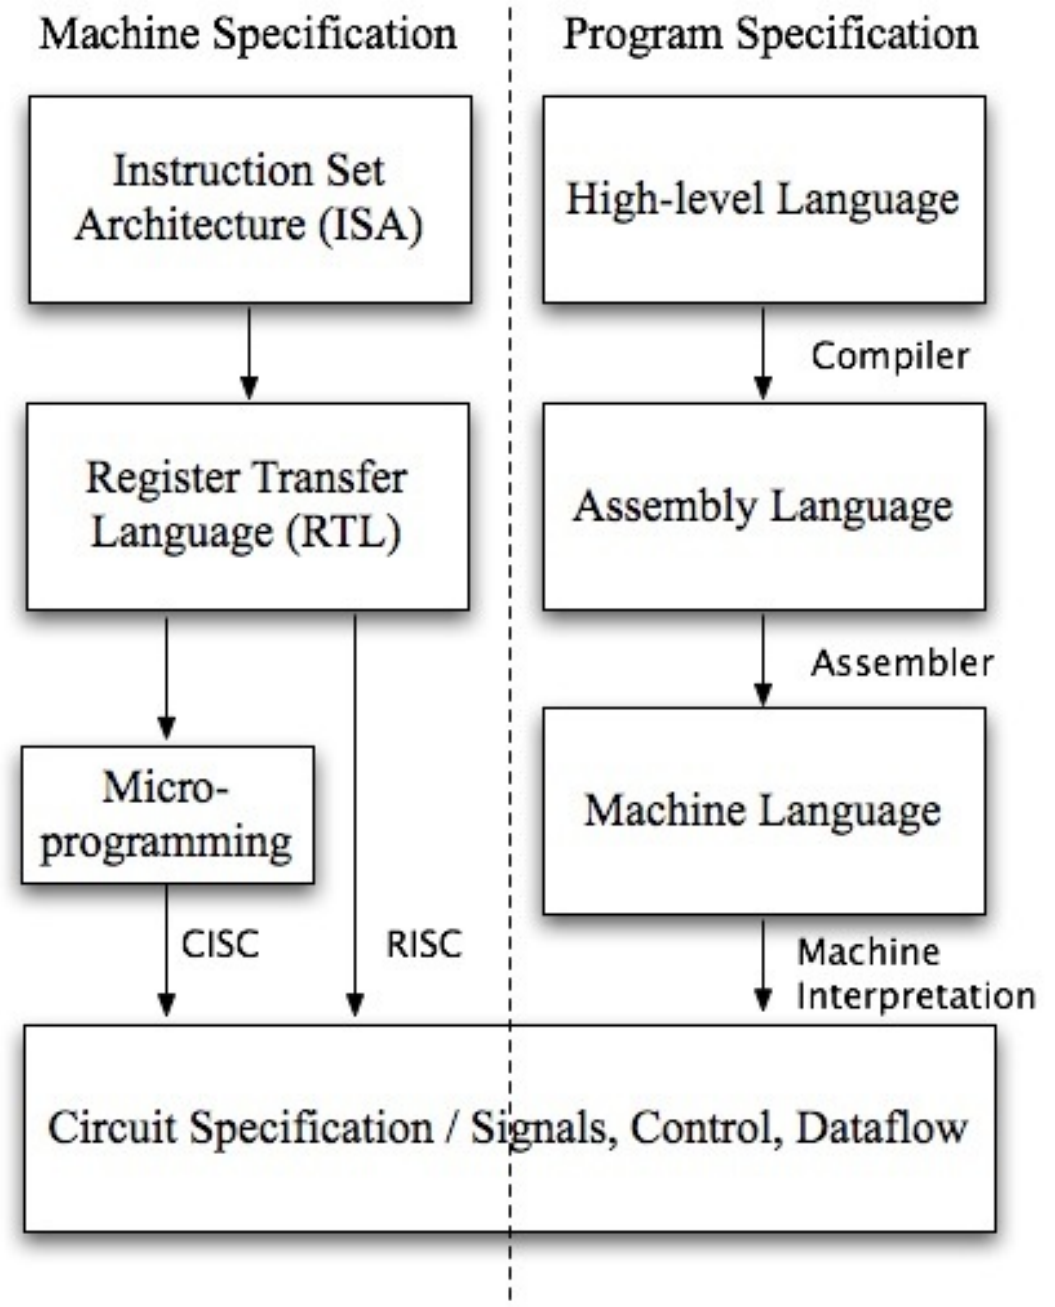 Machine Specification
Program Specification
Instruction Set
Architecture (ISA)
High-level Language
Compiler
Register Transfer
Language (RTL)
Assembly Language
Assembler
Micro-
programming
Machine Language
CISC
RISC
Machine
Interpretation
Circuit Specification / Signals, Control, Dataflow